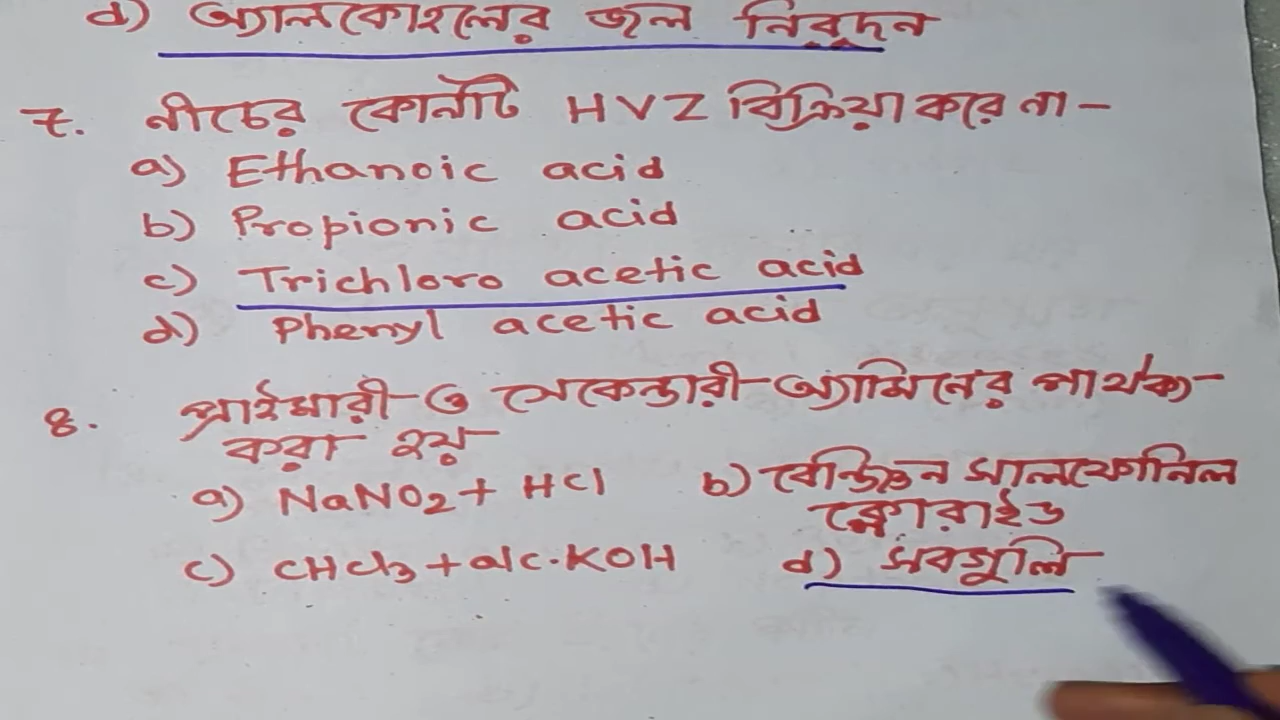 d) অ্যালকোহলের জল নিরুদন
7. নীচের কোনটি HVZ বিক্রিয়া করে না-
a) Ethanoic acid
b) Propionic acid
c) Trichloro acetic acid
d) Phenyl acetic acid
8. প্রাইমারী ও সেকেন্ডারী অ্যামিনের পার্থক্য
করা হয়
a) NaNO2 + HCl b) বেন্জিন সালফোনিল
ক্লোরাইড
c) CHCl3 + alc. KOH d) সবগুলি